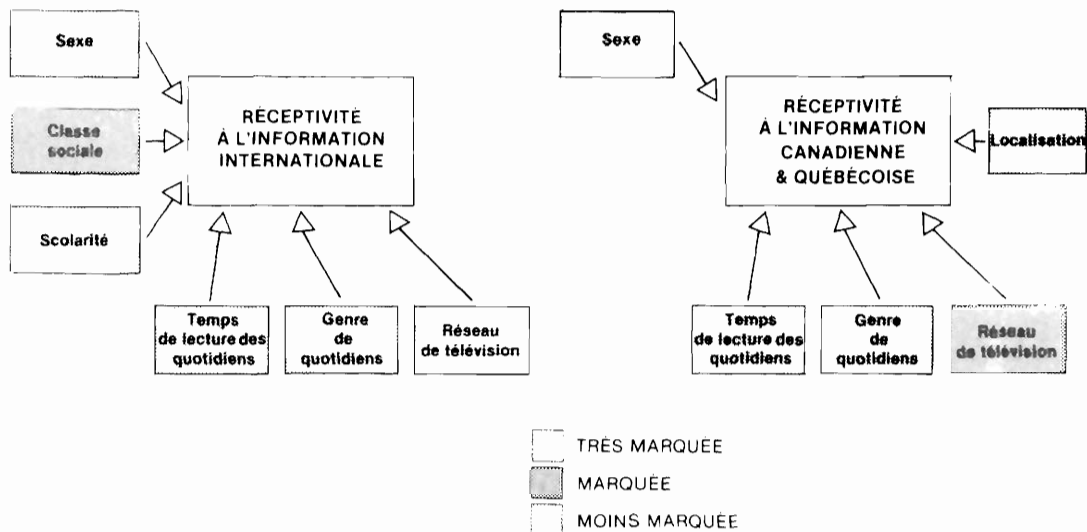 Sexe
Classe
sociale
Scolarité
RÉCEPTIVITÉ
À L'INFORMATION
INTERNATIONALE
Temps
de lecture des
quotidiens
Genre
de
quotidiens
Réseau
de télévision
Sexe
RÉCEPTIVITÉ
À L'INFORMATION
CANADIENNE
& QUÉBÉCOISE
Localisation
Temps
de lecture des
quotidiens
Genre
de
quotidiens
Réseau
de télévision
TRÈS MARQUÉE
MARQUÉE
MOINS MARQUÉE